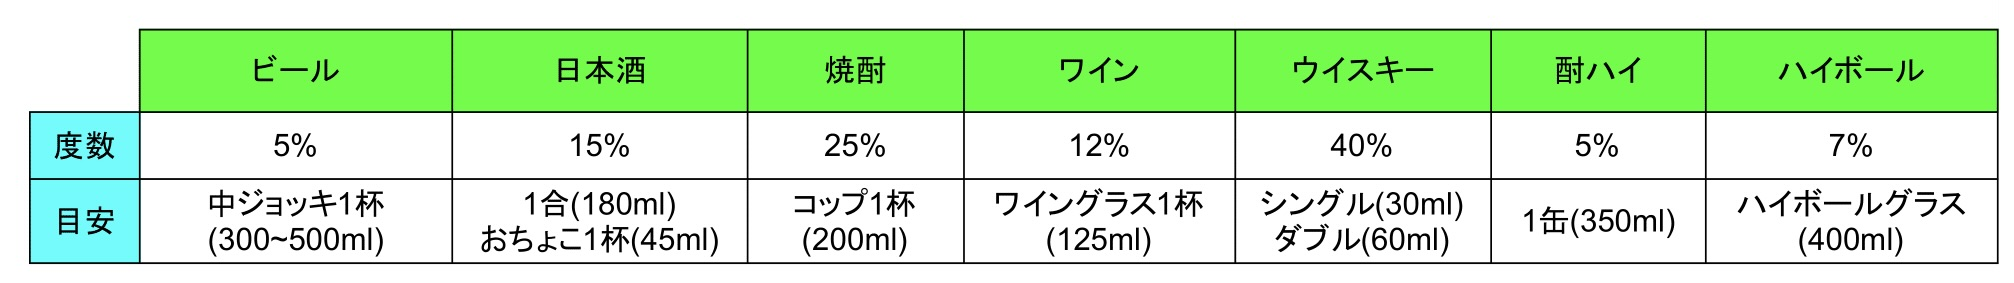 ビール 日本酒 焼酎 ワイン ウイスキー 酎ハイ ハイボール
度数 5% 15% 25% 12% 40% 5% 7%
目安 中ジョッキ1杯 (300~500ml) 1合(180ml) おちょこ1杯(45ml) コップ1杯 (200ml) ワイングラス1杯 (125ml) シングル(30ml) ダブル(60ml) 1缶(350ml) ハイボールグラス (400ml)